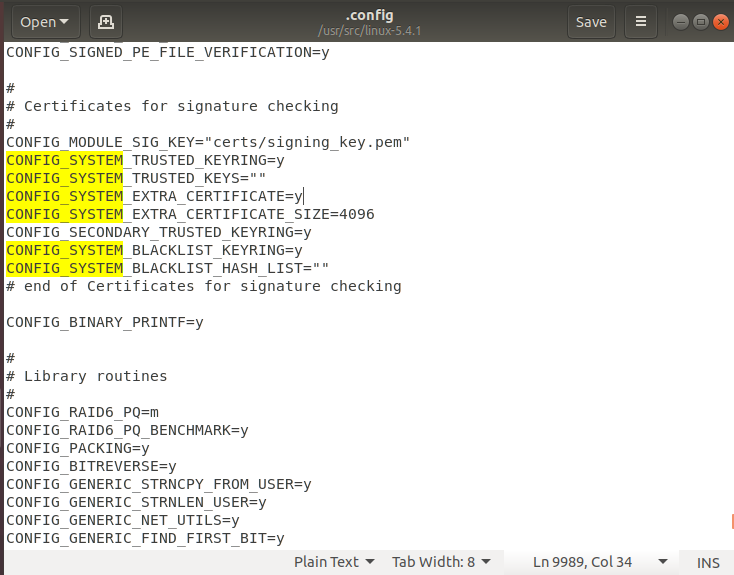 Open
.config
/usr/src/linux-5.4.1
Save
CONFIG_SIGNED_PE_FILE_VERIFICATION=y
#
# Certificates for signature checking
#
CONFIG_MODULE_SIG_KEY="certs/signing_key.pem"
CONFIG_SYSTEM_TRUSTED_KEYRING=y
CONFIG_SYSTEM_TRUSTED_KEYS=""
CONFIG_SYSTEM_EXTRA_CERTIFICATE=y
CONFIG_SYSTEM_EXTRA_CERTIFICATE_SIZE=4096
CONFIG_SECONDARY_TRUSTED_KEYRING=y
CONFIG_SYSTEM_BLACKLIST_KEYRING=y
CONFIG_SYSTEM_BLACKLIST_HASH_LIST=""
# end of Certificates for signature checking
CONFIG_BINARY_PRINTF=y
#
# Library routines
#
CONFIG_RAID6_PQ=m
CONFIG_RAID6_PQ_BENCHMARK=y
CONFIG_PACKING=y
CONFIG_BITREVERSE=y
CONFIG_GENERIC_STRNCPY_FROM_USER=y
CONFIG_GENERIC_STRNLEN_USER=y
CONFIG_GENERIC_NET_UTILS=y
CONFIG_GENERIC_FIND_FIRST_BIT=y
Plain Text Tab Width: 8 Ln 9989, Col 34 INS